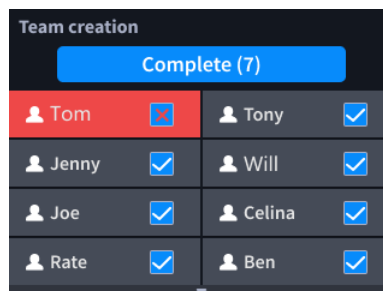 Team creation
Complete (7)
Tom Tony
Jenny Will
Joe Celina
Rate Ben